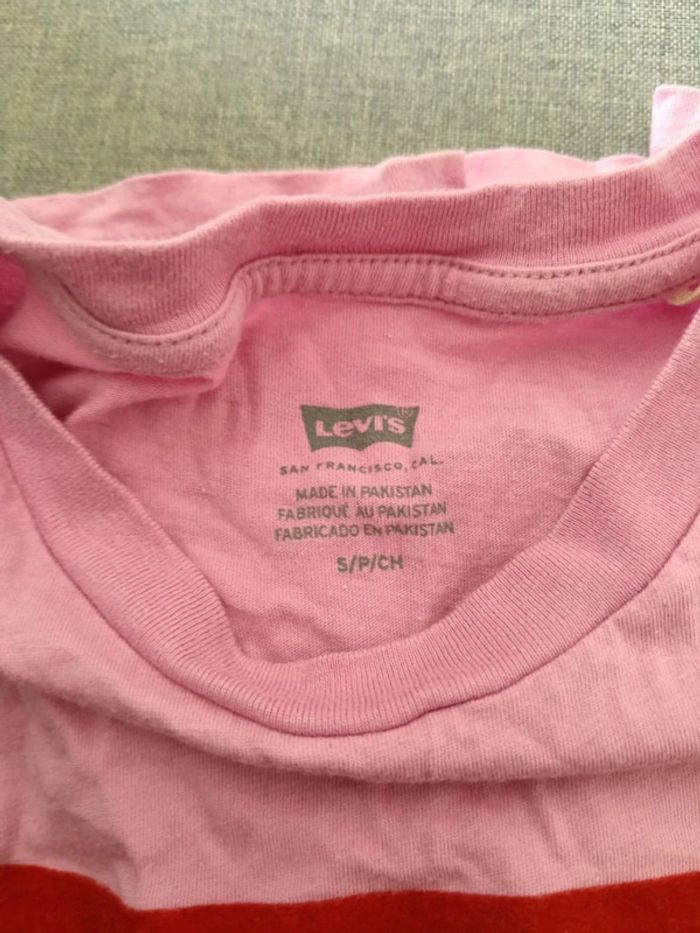 Levi's
SAN FRANCISCO, CAL.
MADE IN PAKISTAN
FABRIQUÉ AU PAKISTAN
FABRICADO EN PAKISTAN
S/P/CH